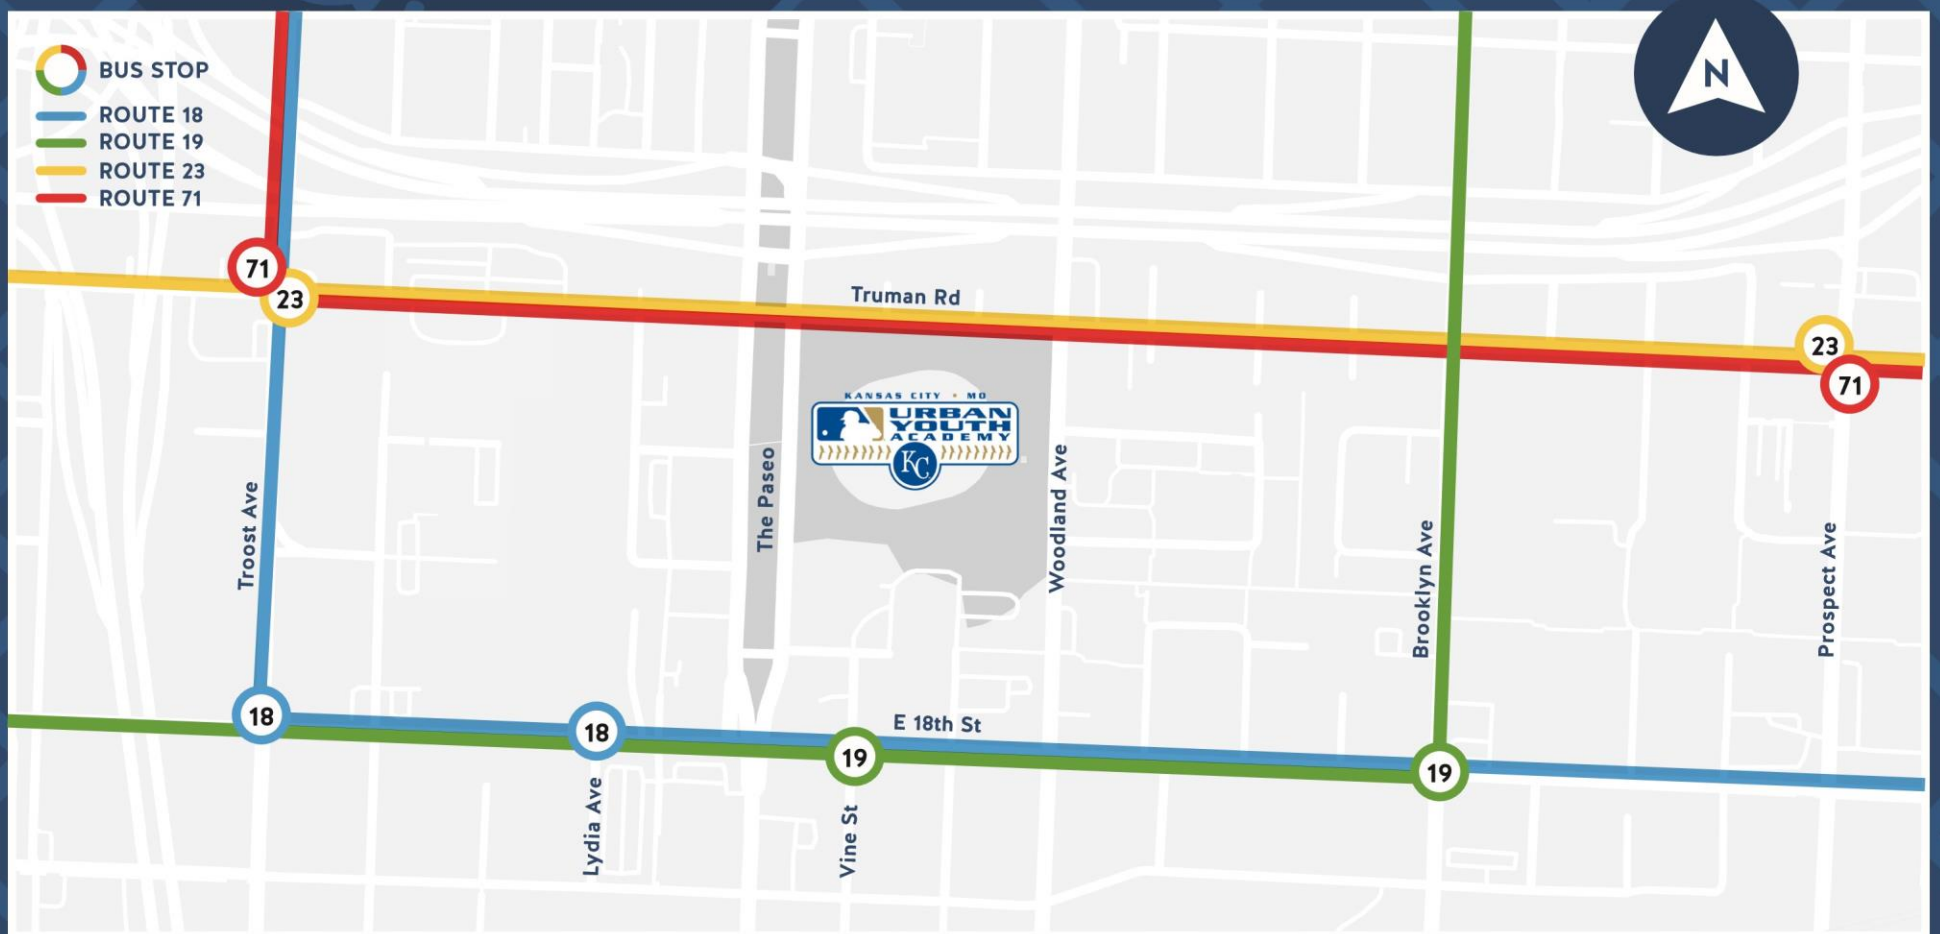 BUS STOP
ROUTE 18
ROUTE 19
ROUTE 23
ROUTE 71
N
71
23
Truman Rd
23
71
KANSAS CITY • MO
URBAN
YOUTH
ACADEMY
KC
The Paseo
Woodland Ave
Troost Ave
Brooklyn Ave
Prospect Ave
18
18
E 18th St
19
19
Lydia Ave
Vine St